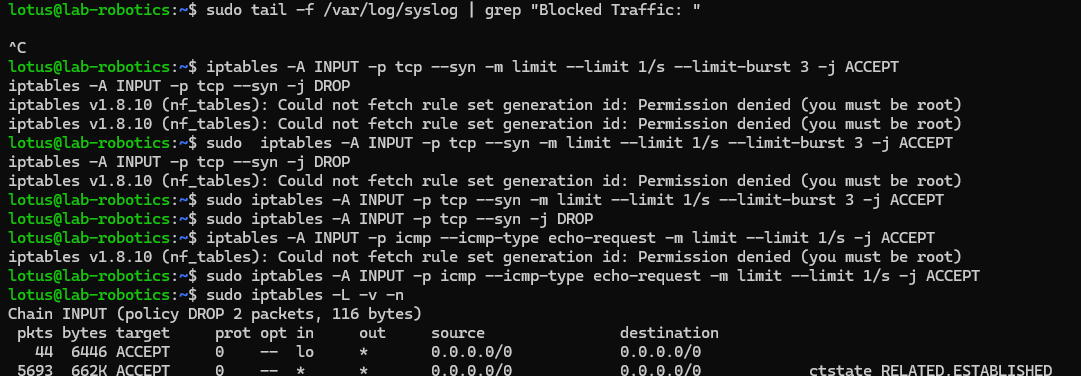 lotus@lab-robotics:~$ sudo tail -f /var/log/syslog | grep "Blocked Traffic: "
^C
lotus@lab-robotics:~$ iptables -A INPUT -p tcp --syn -m limit --limit 1/s --limit-burst 3 -j ACCEPT
iptables -A INPUT -p tcp --syn -j DROP
iptables v1.8.10 (nf_tables): Could not fetch rule set generation id: Permission denied (you must be root)
iptables v1.8.10 (nf_tables): Could not fetch rule set generation id: Permission denied (you must be root)
lotus@lab-robotics:~$ sudo  iptables -A INPUT -p tcp --syn -m limit --limit 1/s --limit-burst 3 -j ACCEPT
iptables -A INPUT -p tcp --syn -j DROP
iptables v1.8.10 (nf_tables): Could not fetch rule set generation id: Permission denied (you must be root)
lotus@lab-robotics:~$ sudo iptables -A INPUT -p tcp --syn -m limit --limit 1/s --limit-burst 3 -j ACCEPT
lotus@lab-robotics:~$ sudo iptables -A INPUT -p tcp --syn -j DROP
lotus@lab-robotics:~$ iptables -A INPUT -p icmp --icmp-type echo-request -m limit --limit 1/s -j ACCEPT
iptables v1.8.10 (nf_tables): Could not fetch rule set generation id: Permission denied (you must be root)
lotus@lab-robotics:~$ sudo iptables -A INPUT -p icmp --icmp-type echo-request -m limit --limit 1/s -j ACCEPT
lotus@lab-robotics:~$ sudo iptables -L -v -n
Chain INPUT (policy DROP 2 packets, 116 bytes)
 pkts bytes target     prot opt in     out     source               destination
   44  6446 ACCEPT     0    --  lo     *       0.0.0.0/0            0.0.0.0/0
 5693  662K ACCEPT     0    --  *      *       0.0.0.0/0            0.0.0.0/0            ctstate RELATED,ESTABLISHED